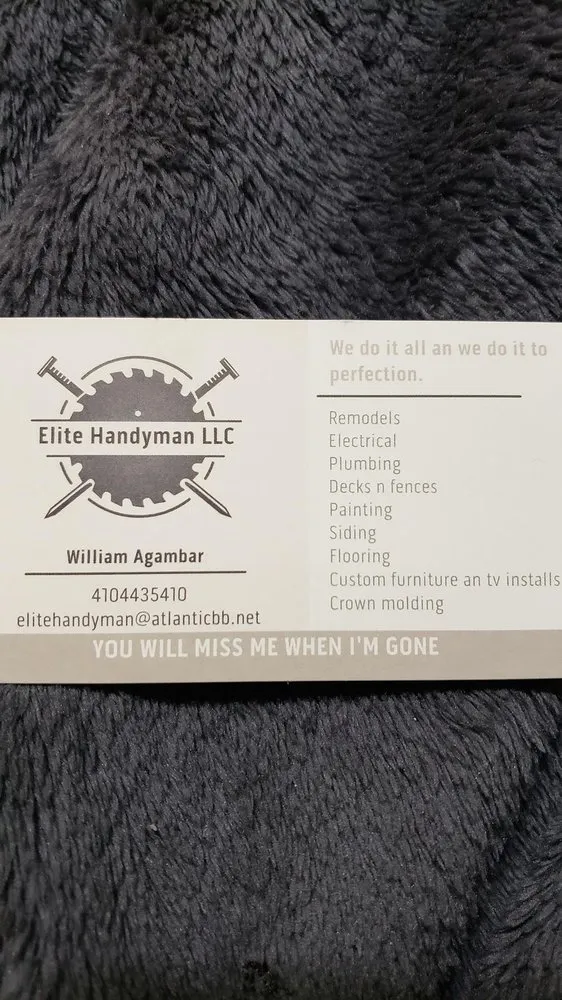 Elite Handyman LLC
William Agambar
4104435410
elitehandyman@atlanticbb.net
We do it all an we do it to
perfection.
Remodels
Electrical
Plumbing
Decks n fences
Painting
Siding
Flooring
Custom furniture an tv installs
Crown molding
YOU WILL MISS ME WHEN I'M GONE